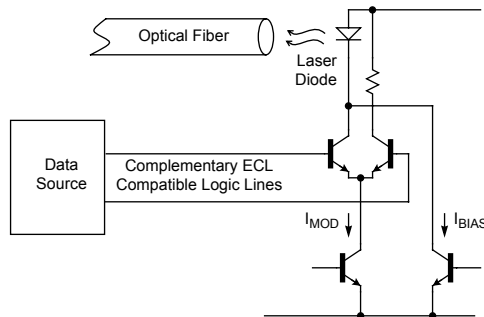 Optical Fiber
Laser
Diode
Data
Source
Complementary ECL
Compatible Logic Lines
I_MOD
I_BIAS